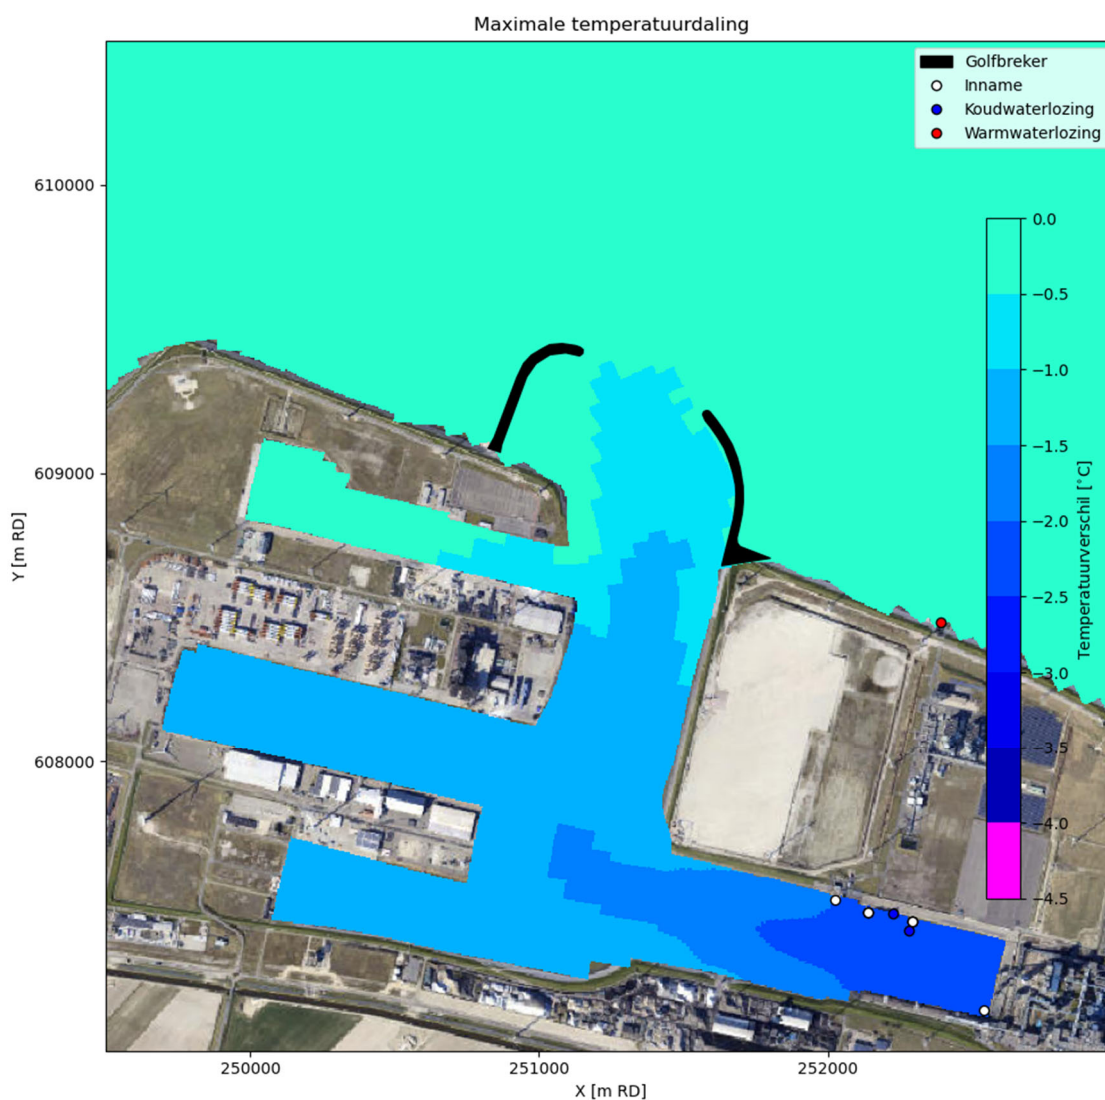 Maximale temperatuurdaling
Golfbreker
Inname
Koudwaterlozing
Warmwaterlozing
610000
609000
608000
Y [m RD]
0.0
−0.5
−1.0
−1.5
−2.0
−2.5
−3.0
−3.5
−4.0
−4.5
Temperatuurverschil [°C]
250000
251000
252000
X [m RD]